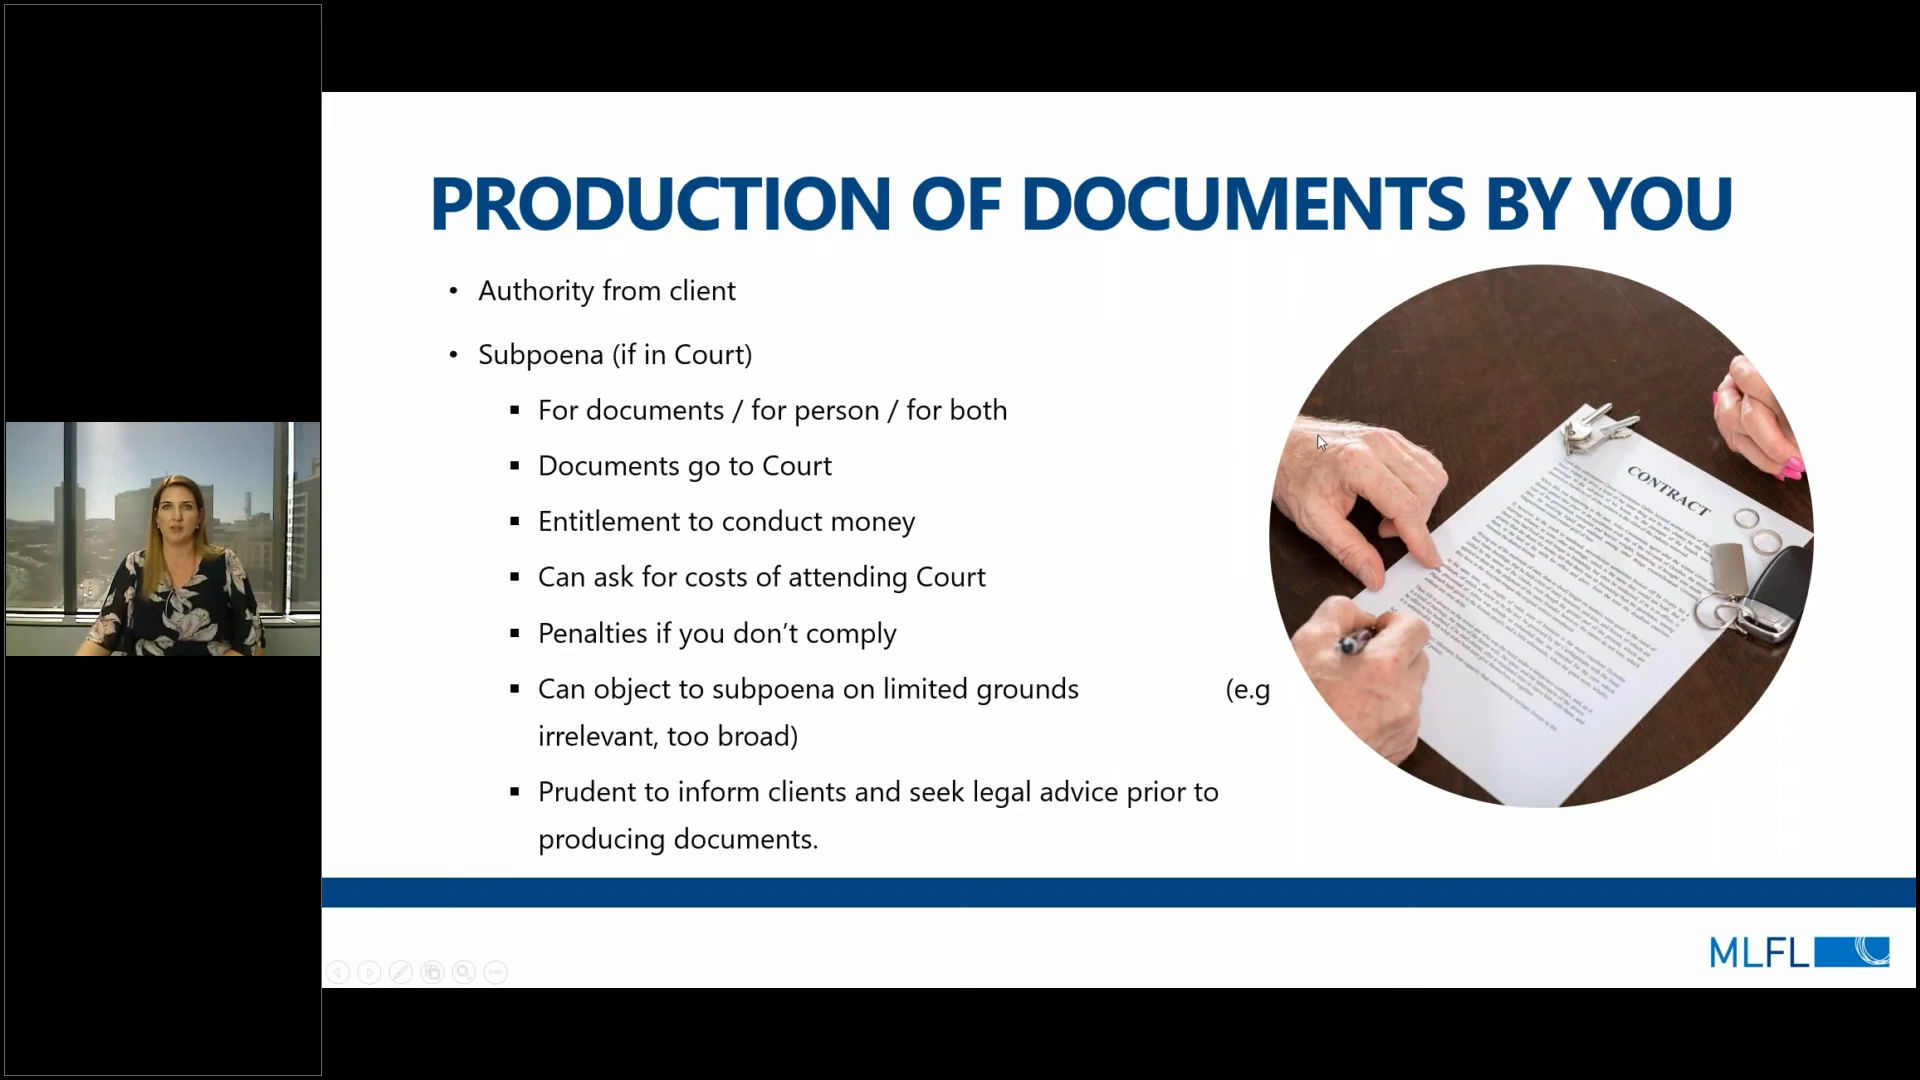 PRODUCTION OF DOCUMENTS BY YOU
• Authority from client
• Subpoena (if in Court)
▪ For documents / for person / for both
▪ Documents go to Court
▪ Entitlement to conduct money
▪ Can ask for costs of attending Court
▪ Penalties if you don’t comply
▪ Can object to subpoena on limited grounds (e.g
irrelevant, too broad)
▪ Prudent to inform clients and seek legal advice prior to
producing documents.
CONTRACT
MLFL